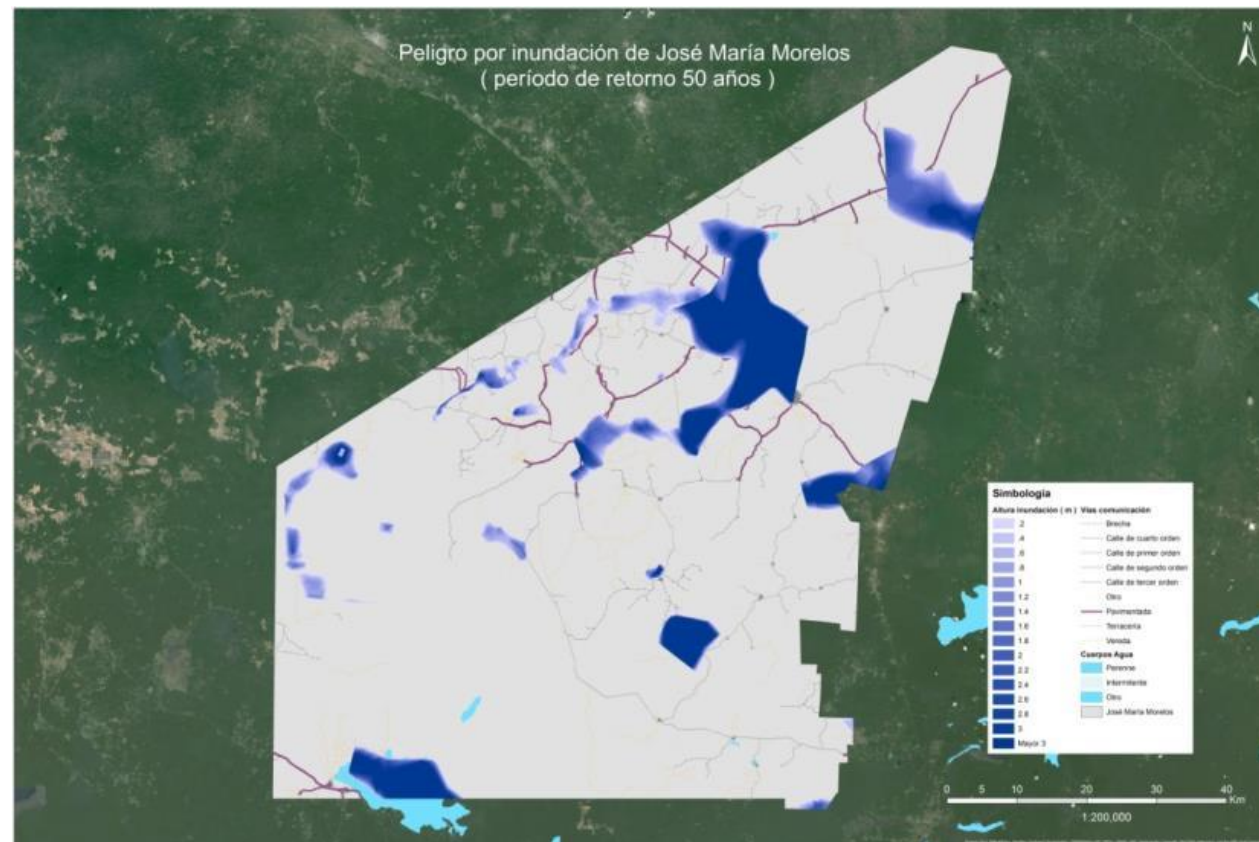 Peligro por inundación de José María Morelos
( período de retorno 50 años )
N
Simbología
Altura inundación ( m )
.2
.4
.6
.8
1
1.2
1.4
1.6
1.8
2
2.2
2.4
2.6
2.8
3
Mayor 3
Vías comunicación
Brecha
Calle de cuarto orden
Calle de primer orden
Calle de segundo orden
Calle de tercer orden
Otro
Pavimentado
Terracería
Vereda
Cuerpos Agua
Perenne
Intermitente
Otro
José María Morelos
0 5 10 20 30 40
Km
1:200,000